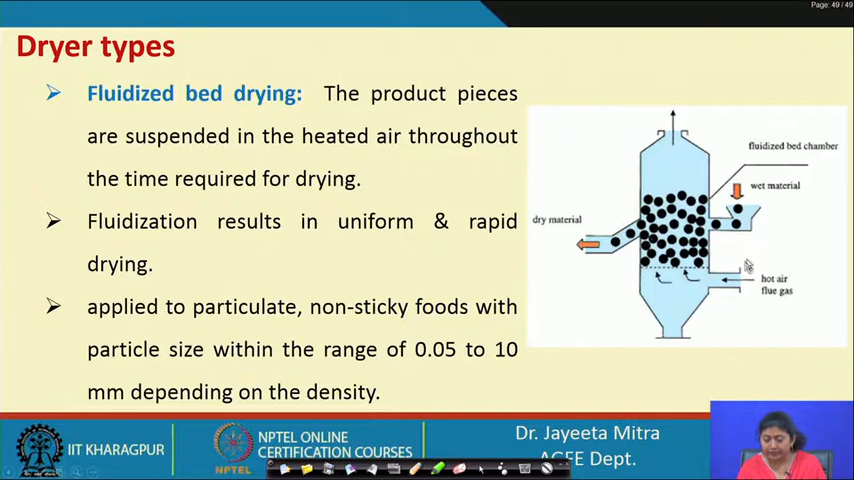 Page: 49 / 49
Dryer types
Fluidized bed drying: The product pieces
are suspended in the heated air throughout
the time required for drying.
Fluidization results in uniform & rapid
drying.
applied to particulate, non-sticky foods with
particle size within the range of 0.05 to 10
mm depending on the density.
fluidized bed chamber
wet material
dry material
hot air
flue gas
IIT KHARAGPUR
NPTEL
NPTEL ONLINE
CERTIFICATION COURSES
Dr. Jayeeta Mitra
AGFE Dept.